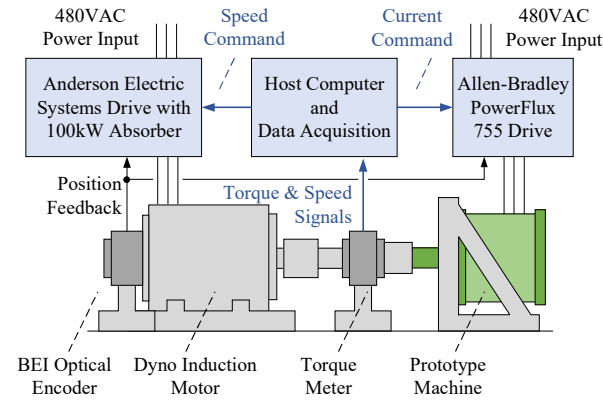 480VAC
Power Input
Speed
Command
Current
Command
480VAC
Power Input
Anderson Electric
Systems Drive with
100kW Absorber
Host Computer
and
Data Acquisition
Allen-Bradley
PowerFlux
755 Drive
Position
Feedback
Torque & Speed
Signals
BEI Optical
Encoder
Dyno Induction
Motor
Torque
Meter
Prototype
Machine